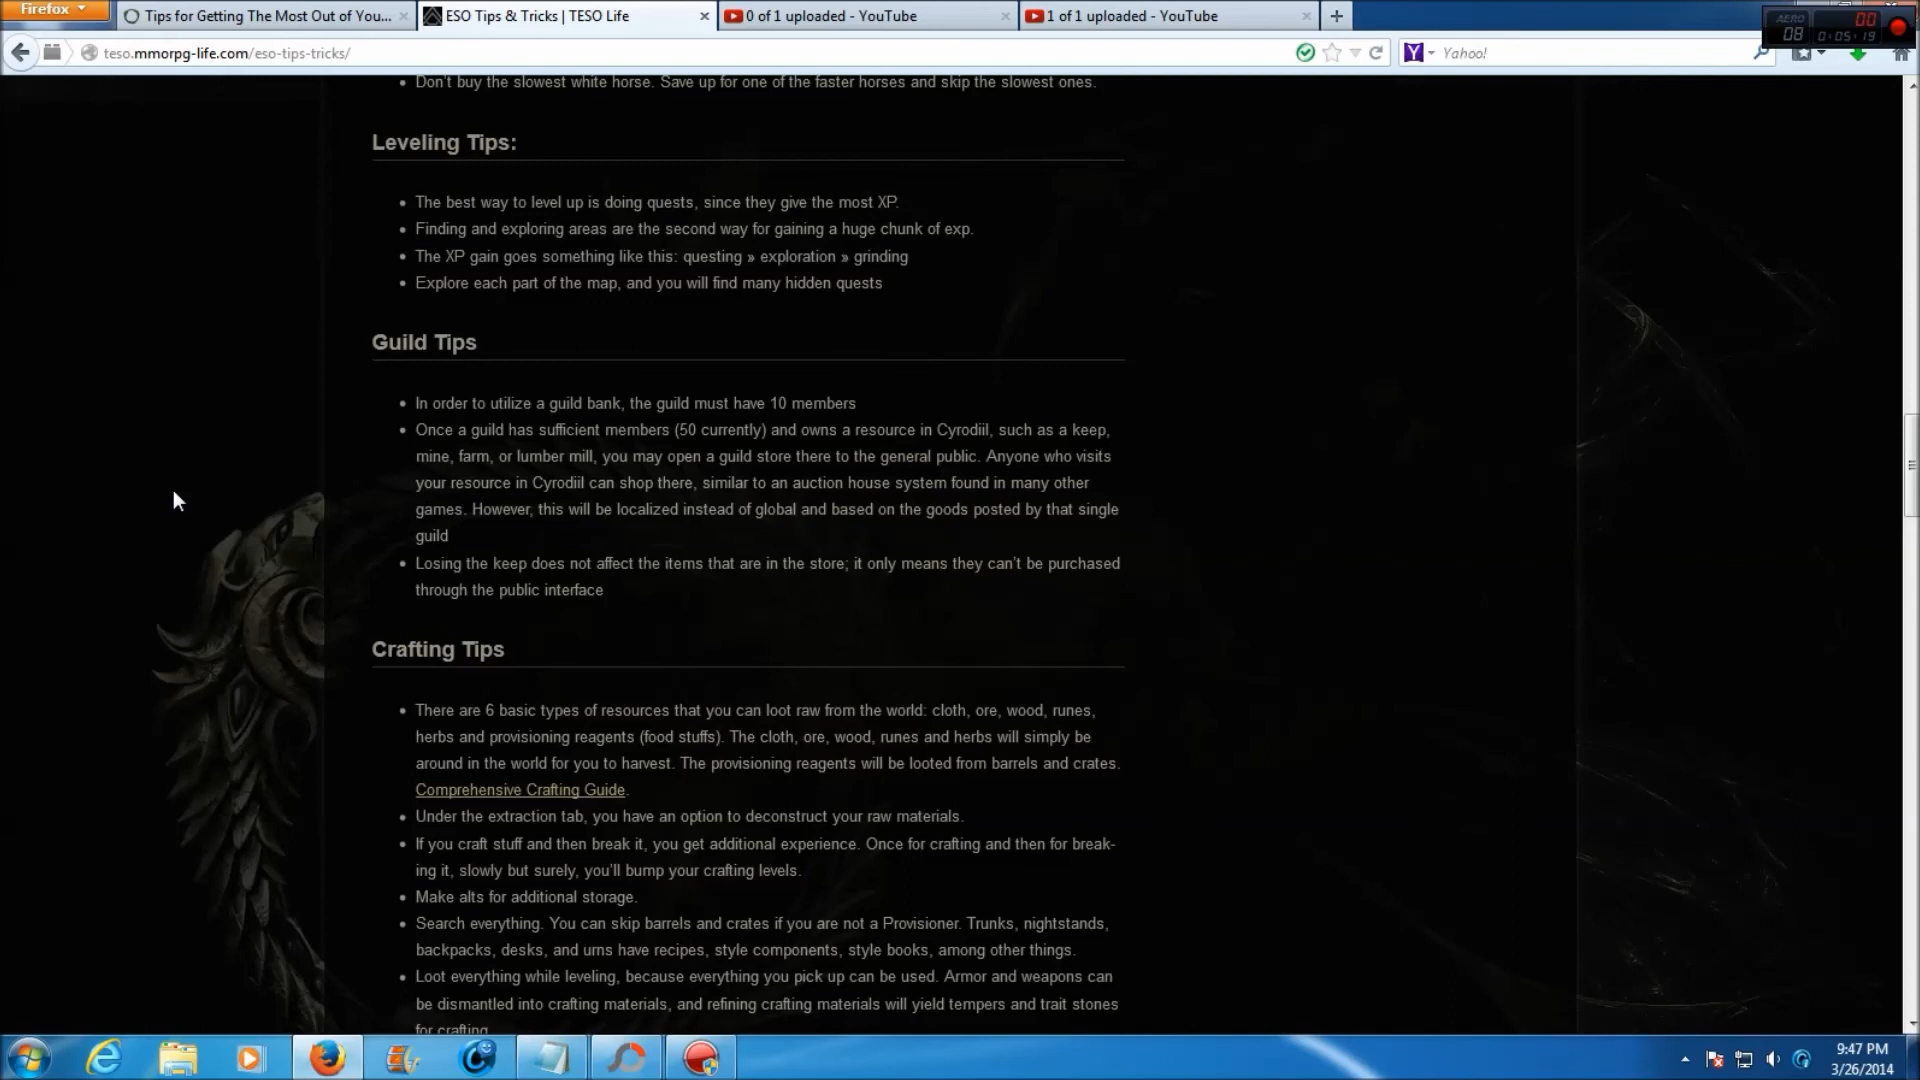 Firefox
Tips for Getting The Most Out of You...
ESO Tips & Tricks | TESO Life
0 of 1 uploaded - YouTube
1 of 1 uploaded - YouTube
AERO
08
00
0:05:19
teso.mmorpg-life.com/eso-tips-tricks/
Yahoo!
Don't buy the slowest white horse. Save up for one of the faster horses and skip the slowest ones.
Leveling Tips:
The best way to level up is doing quests, since they give the most XP.
Finding and exploring areas are the second way for gaining a huge chunk of exp.
The XP gain goes something like this: questing » exploration » grinding
Explore each part of the map, and you will find many hidden quests
Guild Tips
In order to utilize a guild bank, the guild must have 10 members
Once a guild has sufficient members (50 currently) and owns a resource in Cyrodiil, such as a keep,
mine, farm, or lumber mill, you may open a guild store there to the general public. Anyone who visits
your resource in Cyrodiil can shop there, similar to an auction house system found in many other
games. However, this will be localized instead of global and based on the goods posted by that single
guild
Losing the keep does not affect the items that are in the store; it only means they can't be purchased
through the public interface
Crafting Tips
There are 6 basic types of resources that you can loot raw from the world: cloth, ore, wood, runes,
herbs and provisioning reagents (food stuffs). The cloth, ore, wood, runes and herbs will simply be
around in the world for you to harvest. The provisioning reagents will be looted from barrels and crates.
Comprehensive Crafting Guide.
Under the extraction tab, you have an option to deconstruct your raw materials.
If you craft stuff and then break it, you get additional experience. Once for crafting and then for break-
ing it, slowly but surely, you'll bump your crafting levels.
Make alts for additional storage.
Search everything. You can skip barrels and crates if you are not a Provisioner. Trunks, nightstands,
backpacks, desks, and urns have recipes, style components, style books, among other things.
Loot everything while leveling, because everything you pick up can be used. Armor and weapons can
be dismantled into crafting materials, and refining crafting materials will yield tempers and trait stones
for crafting
9:47 PM
3/26/2014